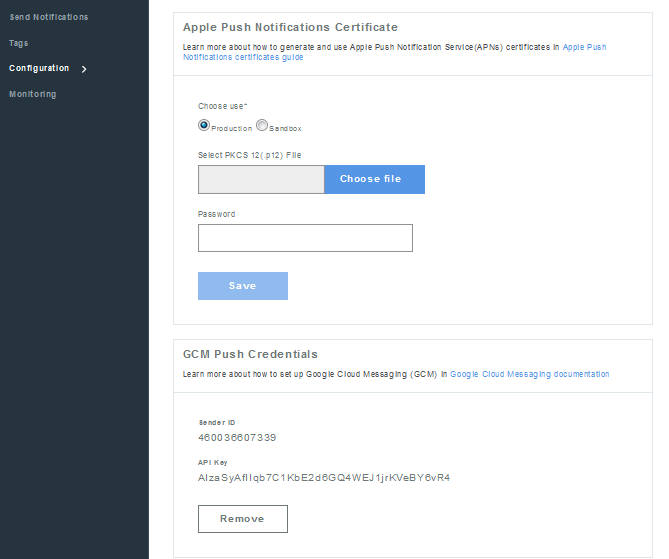 Send Notifications
Tags
Configuration
Monitoring
Apple Push Notifications Certificate
Learn more about how to generate and use Apple Push Notification Service(APNs) certificates in Apple Push
Notifications certificates guide
Choose use*
Production Sandbox
Select PKCS 12(.p12) File
Choose file
Password
Save
GCM Push Credentials
Learn more about how to set up Google Cloud Messaging (GCM) in Google Cloud Messaging documentation
Sender ID
460036607339
API Key
AIzaSyAfIIqb7C1KbE2d6GQ4WEJ1jrKVeBY6vR4
Remove